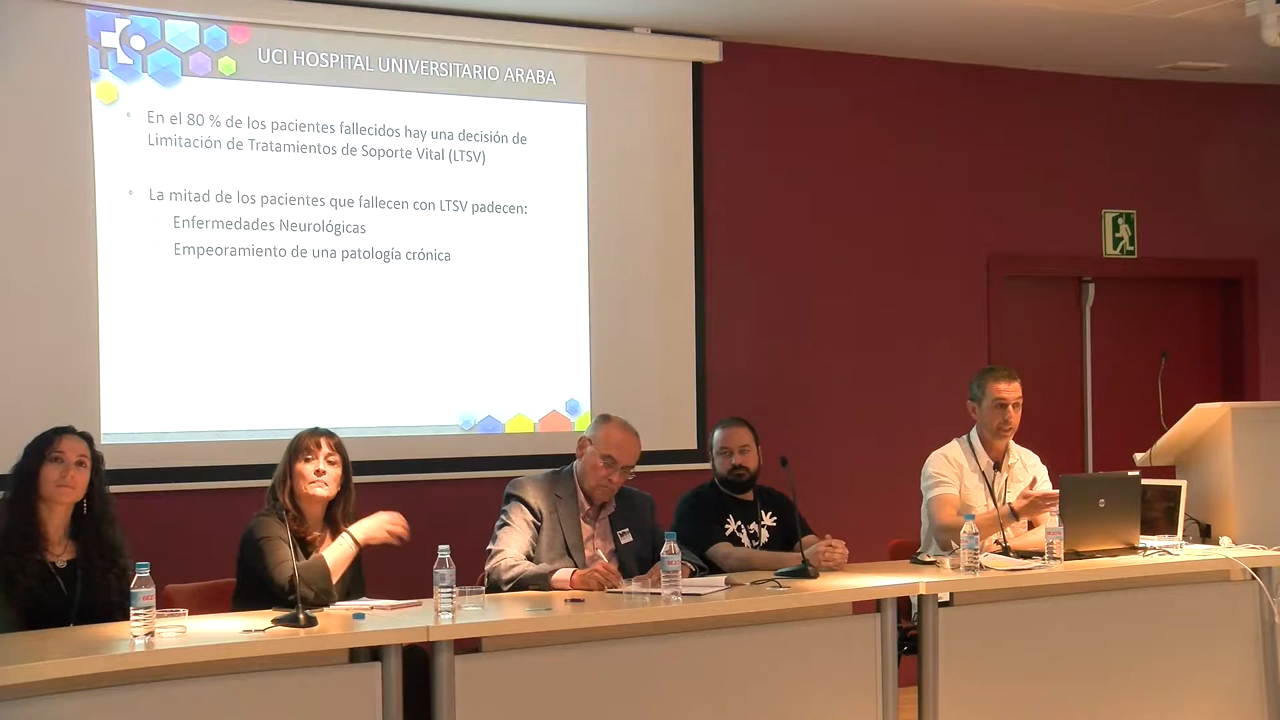 UCI HOSPITAL UNIVERSITARIO ARABA
En el 80 % de los pacientes fallecidos hay una decisión de
Limitación de Tratamientos de Soporte Vital (LTSV)
La mitad de los pacientes que fallecen con LTSV padecen:
Enfermedades Neurológicas
Empeoramiento de una patología crónica